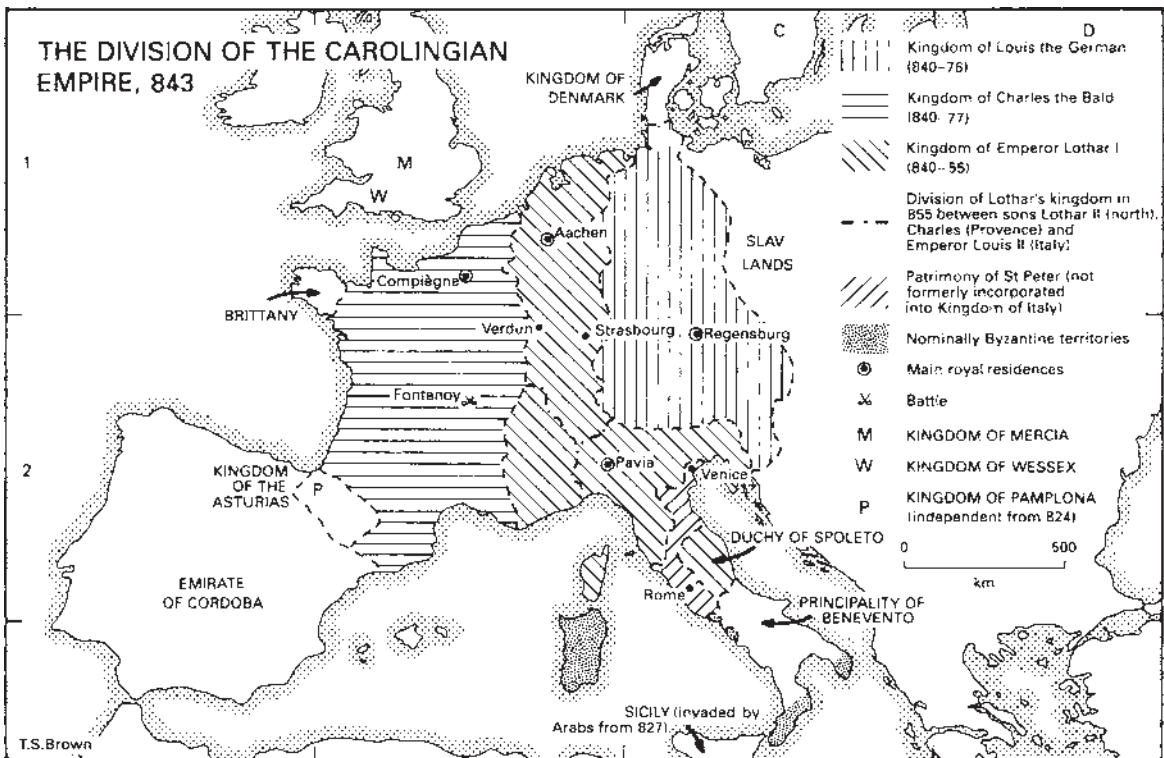 THE DIVISION OF THE CAROLINGIAN
EMPIRE, 843
C
D
1
2
KINGDOM OF
DENMARK
M
W
Aachen
SLAV
LANDS
Compiègne
BRITTANY
Verdun
Strasbourg
Regensburg
Fontenoy
KINGDOM
OF THE
ASTURIAS
P
Pavia
Venice
DUCHY OF SPOLETO
EMIRATE
OF CORDOBA
Rome
PRINCIPALITY OF
BENEVENTO
SICILY (invaded by
Arabs from 827)
T.S.Brown
Kingdom of Louis the German
(840-76)
Kingdom of Charles the Bald
(840-77)
Kingdom of Emperor Lothar I
(840-55)
Division of Lothar's kingdom in
855 between sons Lothar II (north),
Charles (Provence) and
Emperor Louis II (Italy)
Patrimony of St Peter (not
formerly incorporated
into Kingdom of Italy)
Nominally Byzantine territories
Main royal residences
Battle
M KINGDOM OF MERCIA
W KINGDOM OF WESSEX
P KINGDOM OF PAMPLONA
(independent from 824)
0 500
km